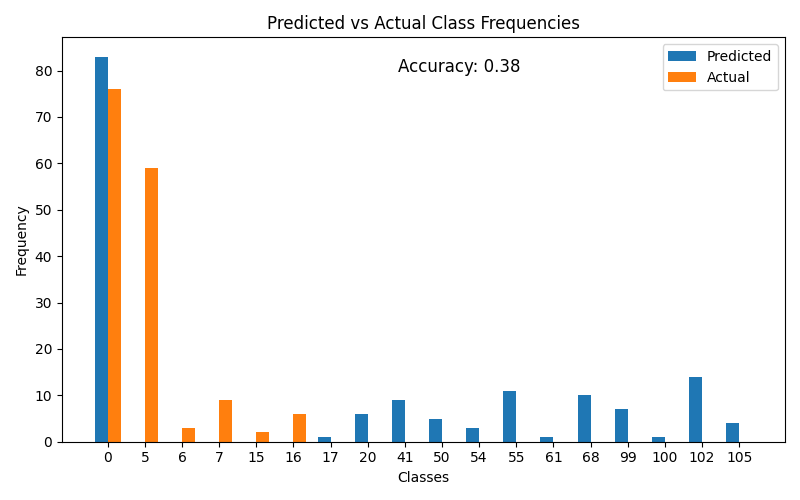 Predicted vs Actual Class Frequencies
Accuracy: 0.38
Predicted
Actual
Frequency
80
70
60
50
40
30
20
10
0
0 5 6 7 15 16 17 20 41 50 54 55 61 68 99 100 102 105
Classes